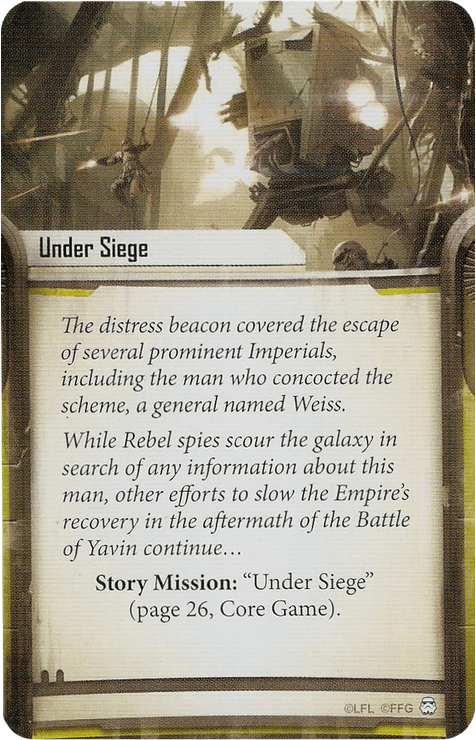 Under Siege
The distress beacon covered the escape
of several prominent Imperials,
including the man who concocted the
scheme, a general named Weiss.
While Rebel spies scour the galaxy in
search of any information about this
man, other efforts to slow the Empire's
recovery in the aftermath of the Battle
of Yavin continue…
Story Mission: “Under Siege”
(page 26, Core Game).
©LFL ©FFG